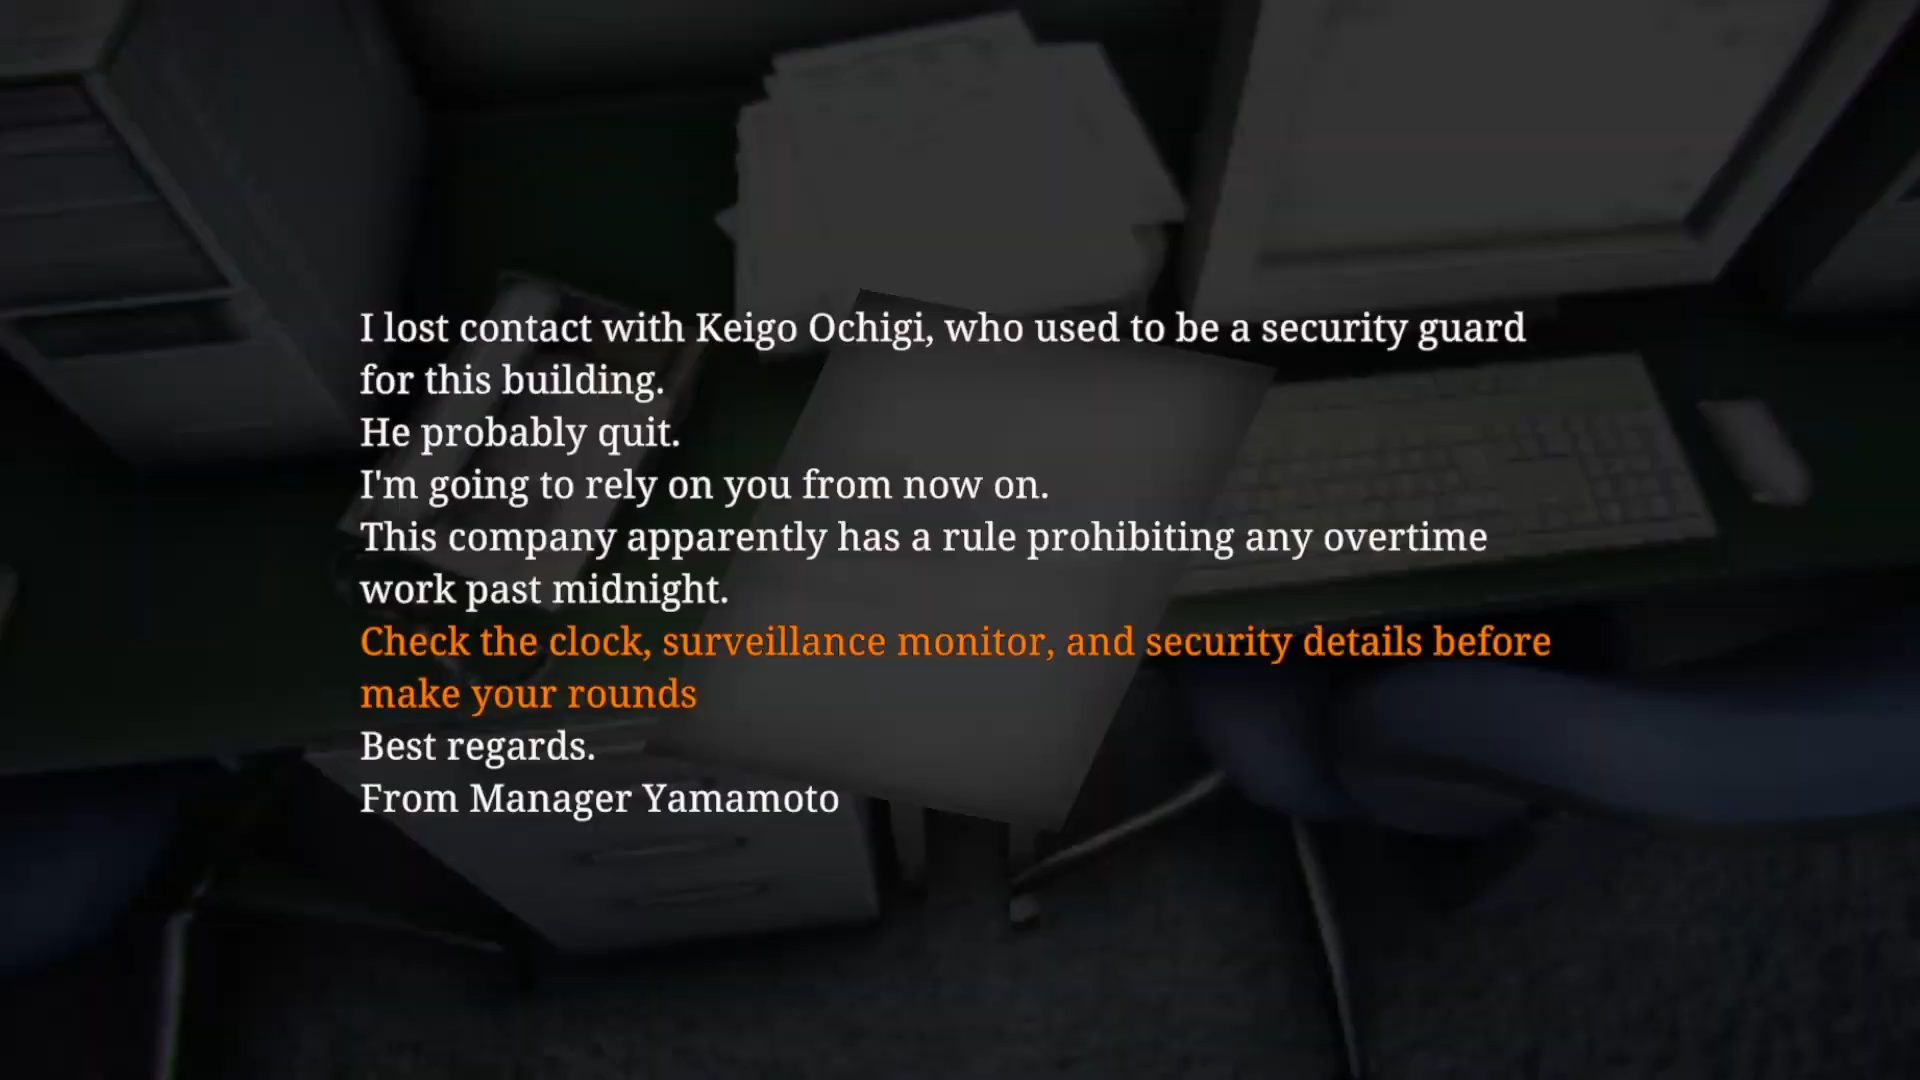 I lost contact with Keigo Ochigi, who used to be a security guard
for this building.
He probably quit.
I'm going to rely on you from now on.
This company apparently has a rule prohibiting any overtime
work past midnight.
Check the clock, surveillance monitor, and security details before
make your rounds
Best regards.
From Manager Yamamoto